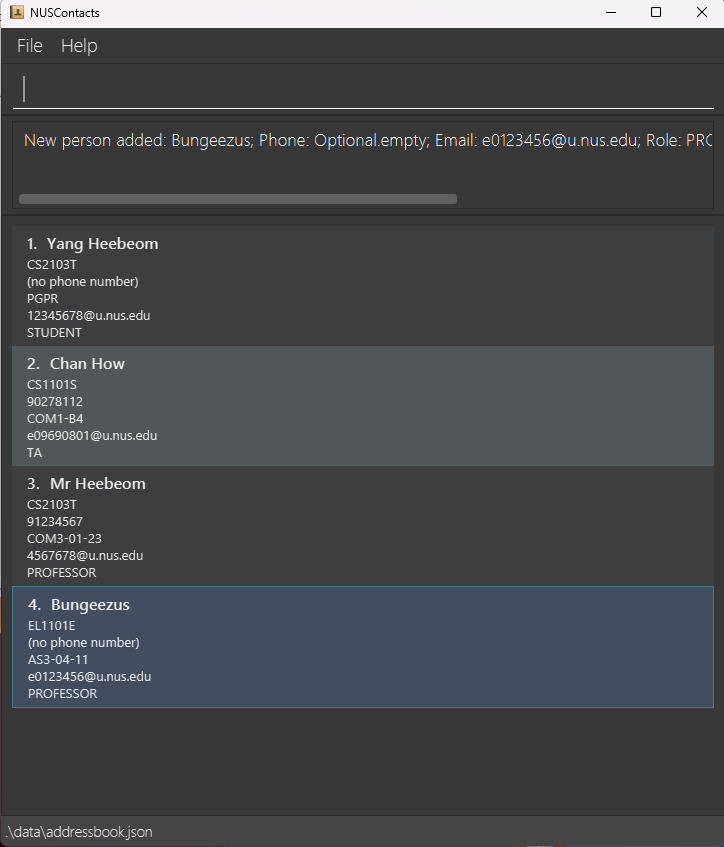 NUSContacts
File Help
New person added: Bungeezus; Phone: Optional.empty; Email: e0123456@u.nus.edu; Role: PRO
1. Yang Heebeom
CS2103T
(no phone number)
PGPR
12345678@u.nus.edu
STUDENT
2. Chan How
CS1101S
90278112
COM1-B4
e09690801@u.nus.edu
TA
3. Mr Heebeom
CS2103T
91234567
COM3-01-23
4567678@u.nus.edu
PROFESSOR
4. Bungeezus
EL1101E
(no phone number)
AS3-04-11
e0123456@u.nus.edu
PROFESSOR
.\data\addressbook.json